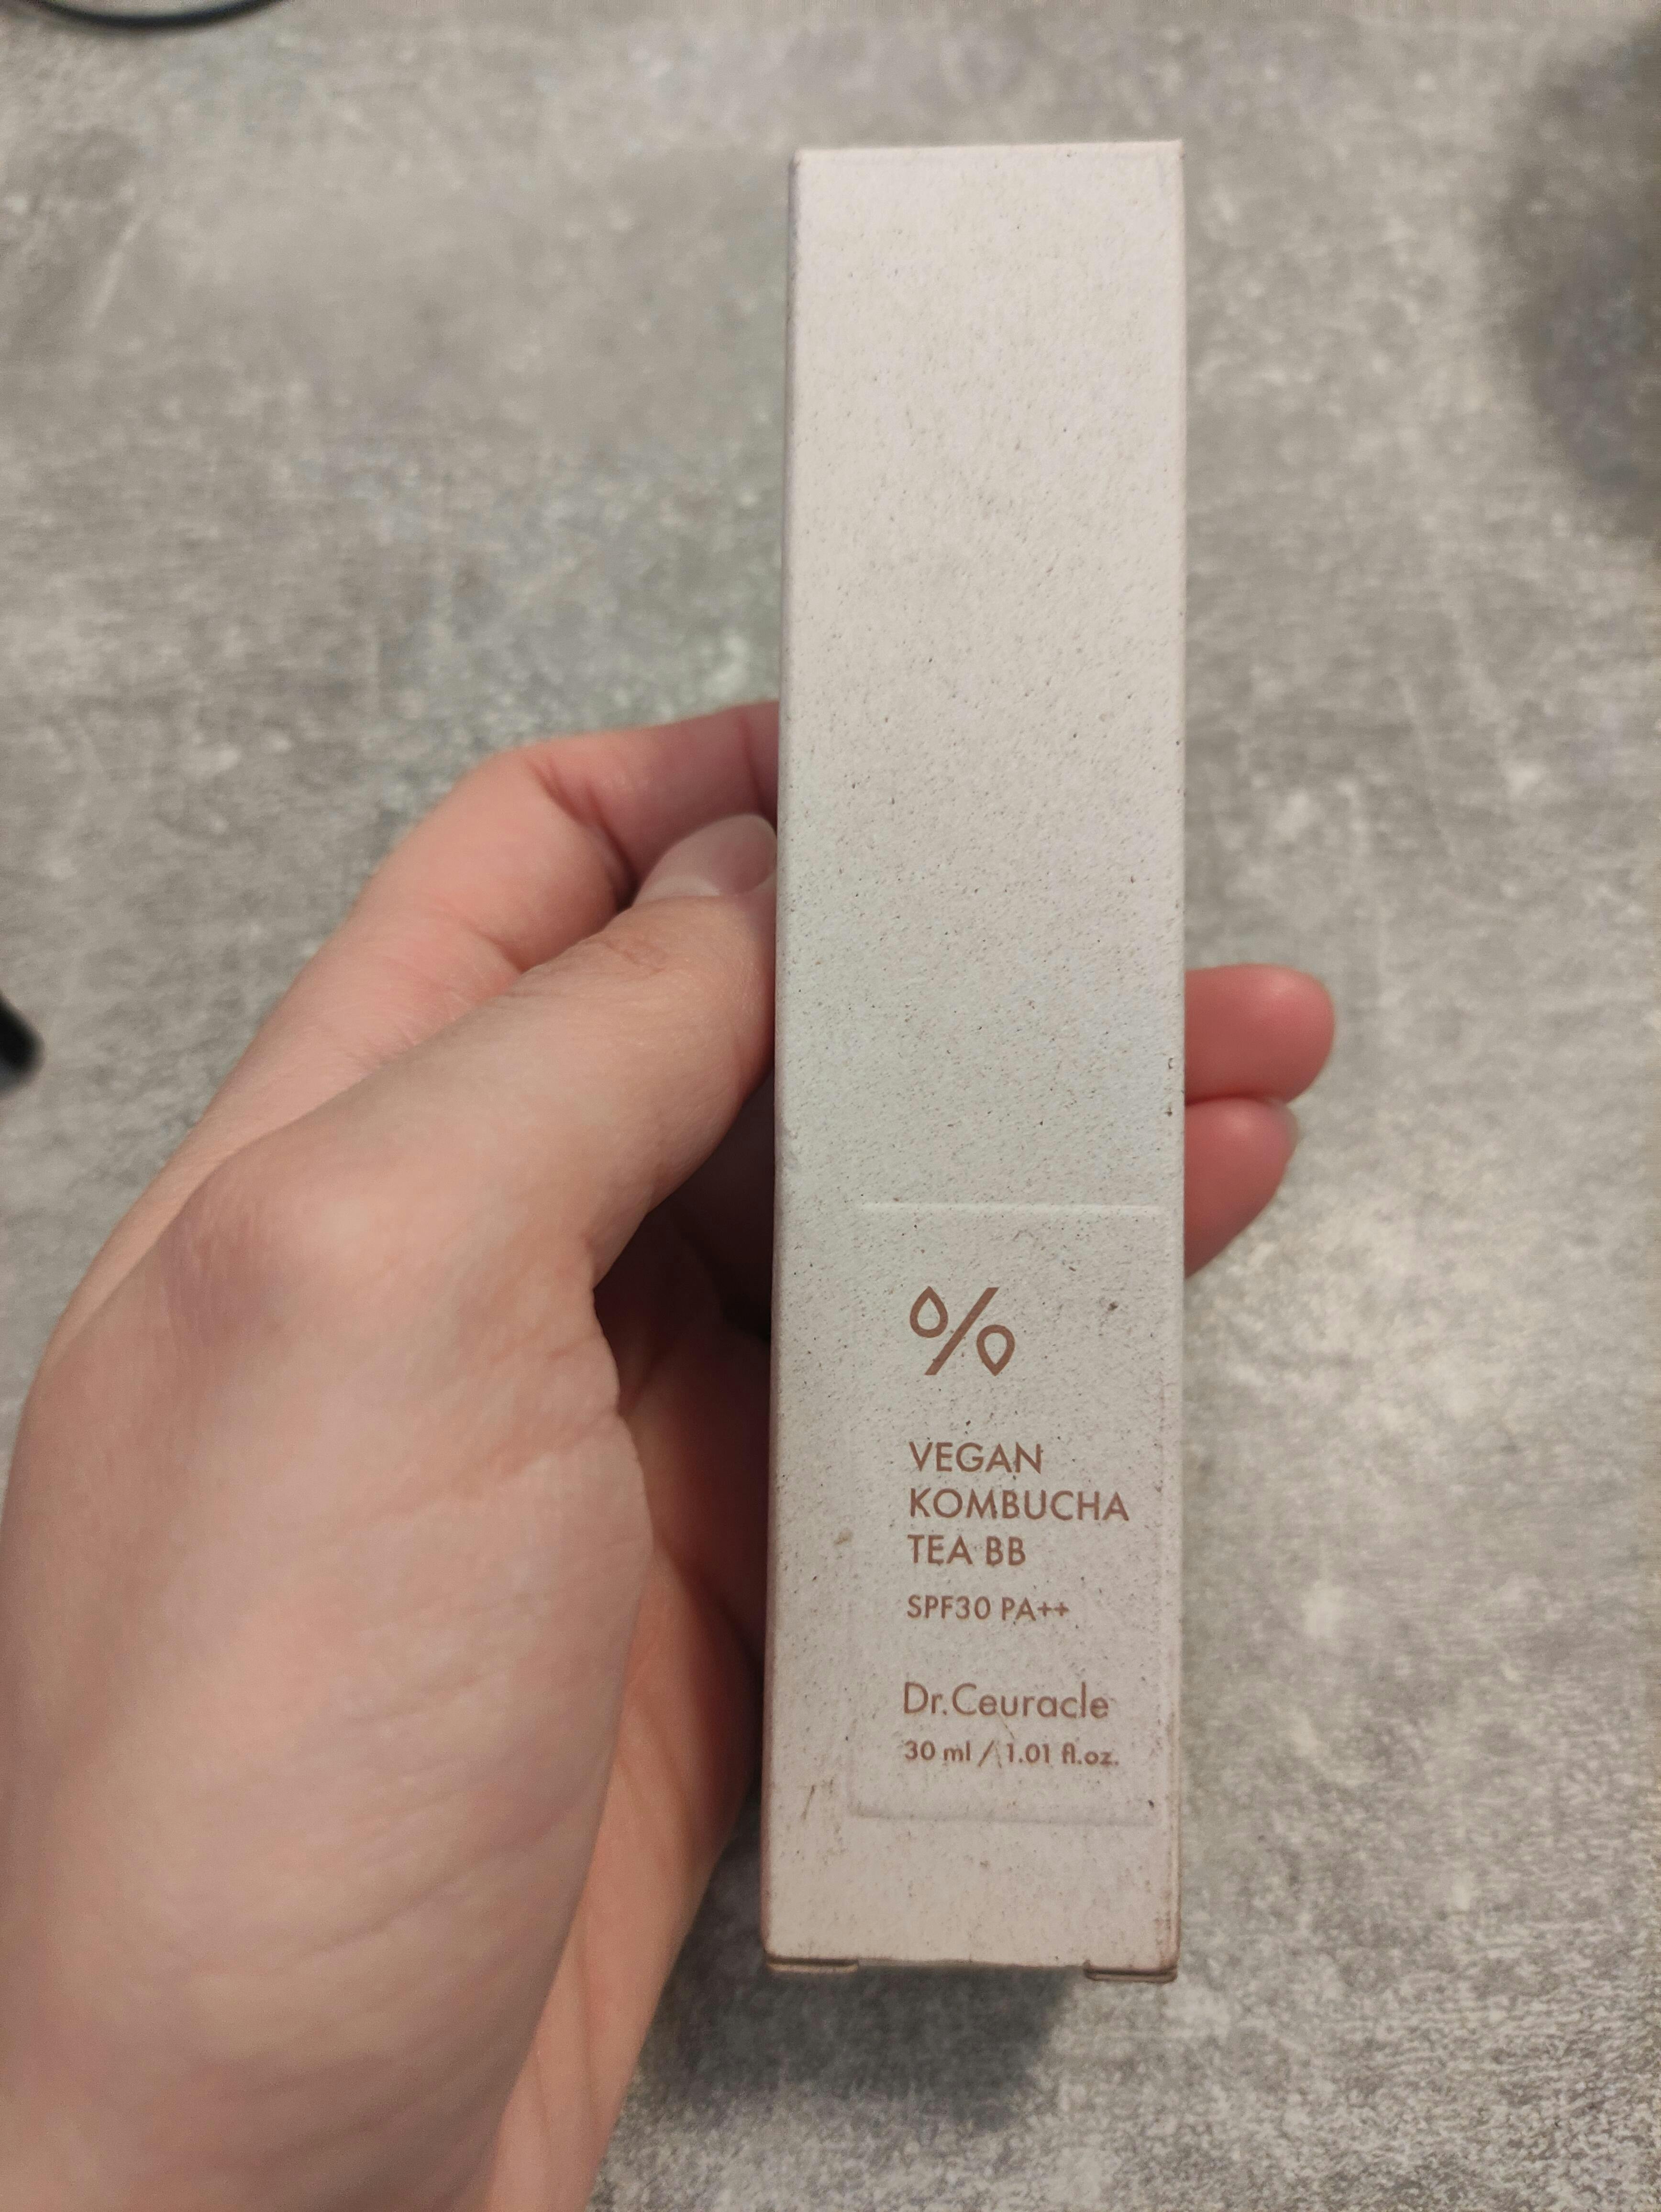 %
VEGAN
KOMBUCHA
TEA BB
SPF30 PA++
Dr.Ceuracle
30 ml / 1.01 fl.oz.